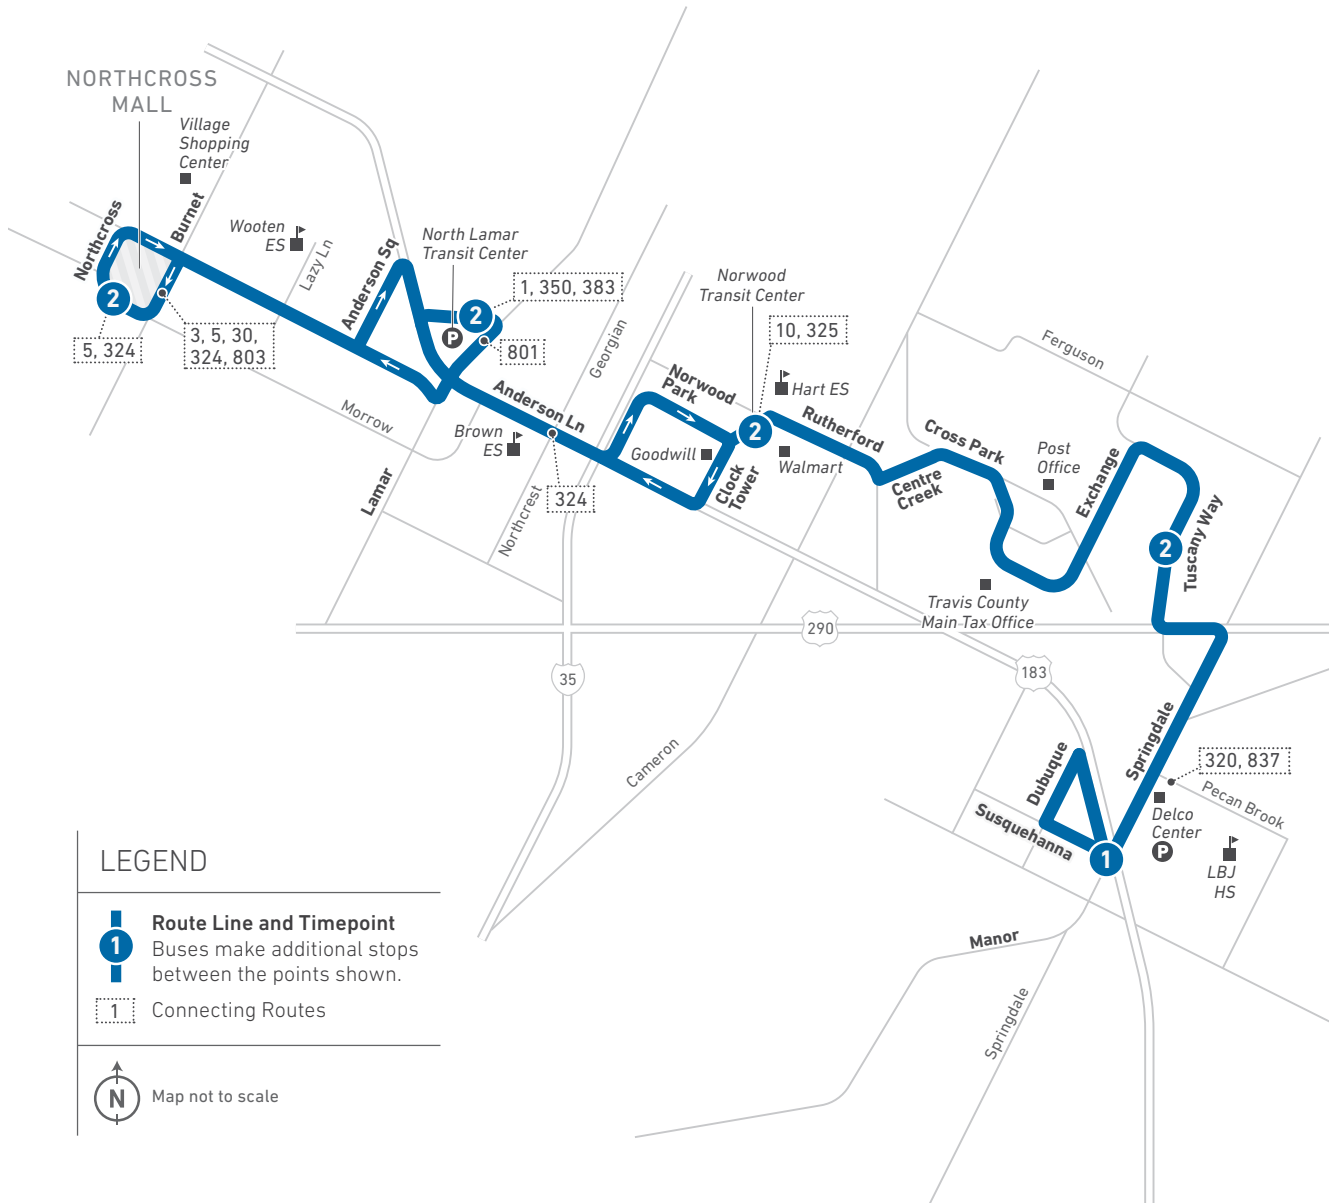 NORTHCROSS
MALL
Village
Shopping
Center
Northcross
Burnet
Wooten
ES
Lazy Ln
Anderson Sq
North Lamar
Transit Center
2
5, 324
3, 5, 30,
324, 803
2
1, 350, 383
P
801
Morrow
Lamar
Anderson Ln
Brown
ES
Georgian
Northcrest
324
Norwood
Transit Center
10, 325
Norwood
Park
2
Hart ES
Goodwill
Walmart
Clock
Tower
Rutherford
Centre
Creek
Cross Park
Post
Office
Ferguson
Exchange
Tuscany Way
2
Travis County
Main Tax Office
290
35
183
Cameron
Springdale
320, 837
Pecan Brook
Dubuque
Susquehanna
1
Delco
Center
P
LBJ
HS
Manor
Springdale
LEGEND
1
Route Line and Timepoint
Buses make additional stops
between the points shown.
1
Connecting Routes
N
Map not to scale